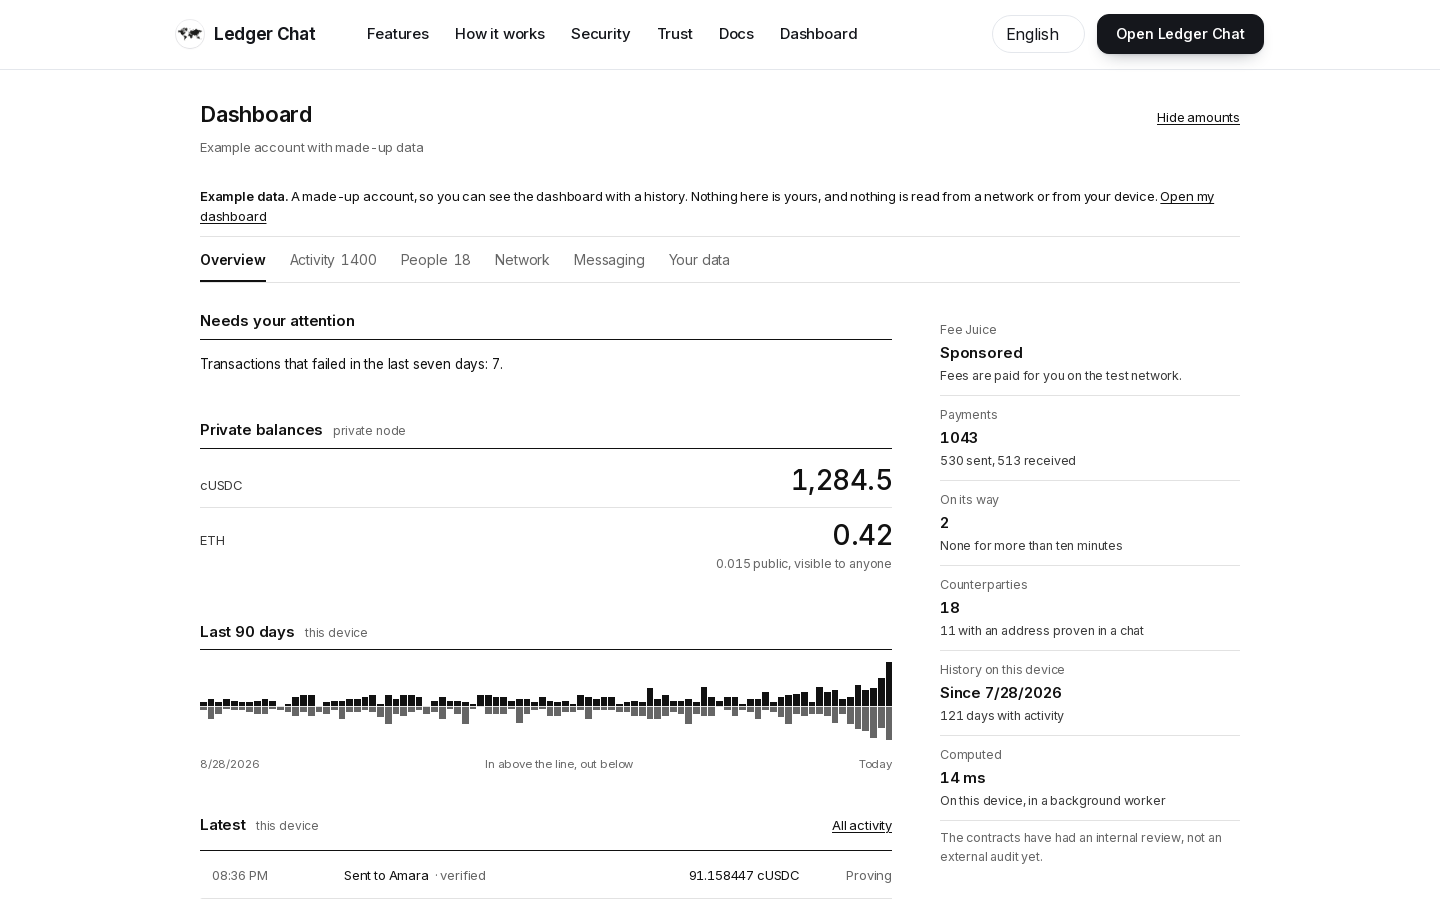 Ledger Chat
Features
How it works
Security
Trust
Docs
Dashboard
English
Open Ledger Chat
Dashboard
Hide amounts
Example account with made-up data
Example data. A made-up account, so you can see the dashboard with a history. Nothing here is yours, and nothing is read from a network or from your device. Open my
dashboard
Overview
Activity 1400
People 18
Network
Messaging
Your data
Needs your attention
Transactions that failed in the last seven days: 7.
Private balances private node
cUSDC 1,284.5
ETH 0.42
0.015 public, visible to anyone
Last 90 days this device
8/28/2026
In above the line, out below
Today
Latest this device
All activity
08:36 PM Sent to Amara · verified 91.158447 cUSDC Proving
Fee Juice
Sponsored
Fees are paid for you on the test network.
Payments
1043
530 sent, 513 received
On its way
2
None for more than ten minutes
Counterparties
18
11 with an address proven in a chat
History on this device
Since 7/28/2026
121 days with activity
Computed
14 ms
On this device, in a background worker
The contracts have had an internal review, not an
external audit yet.